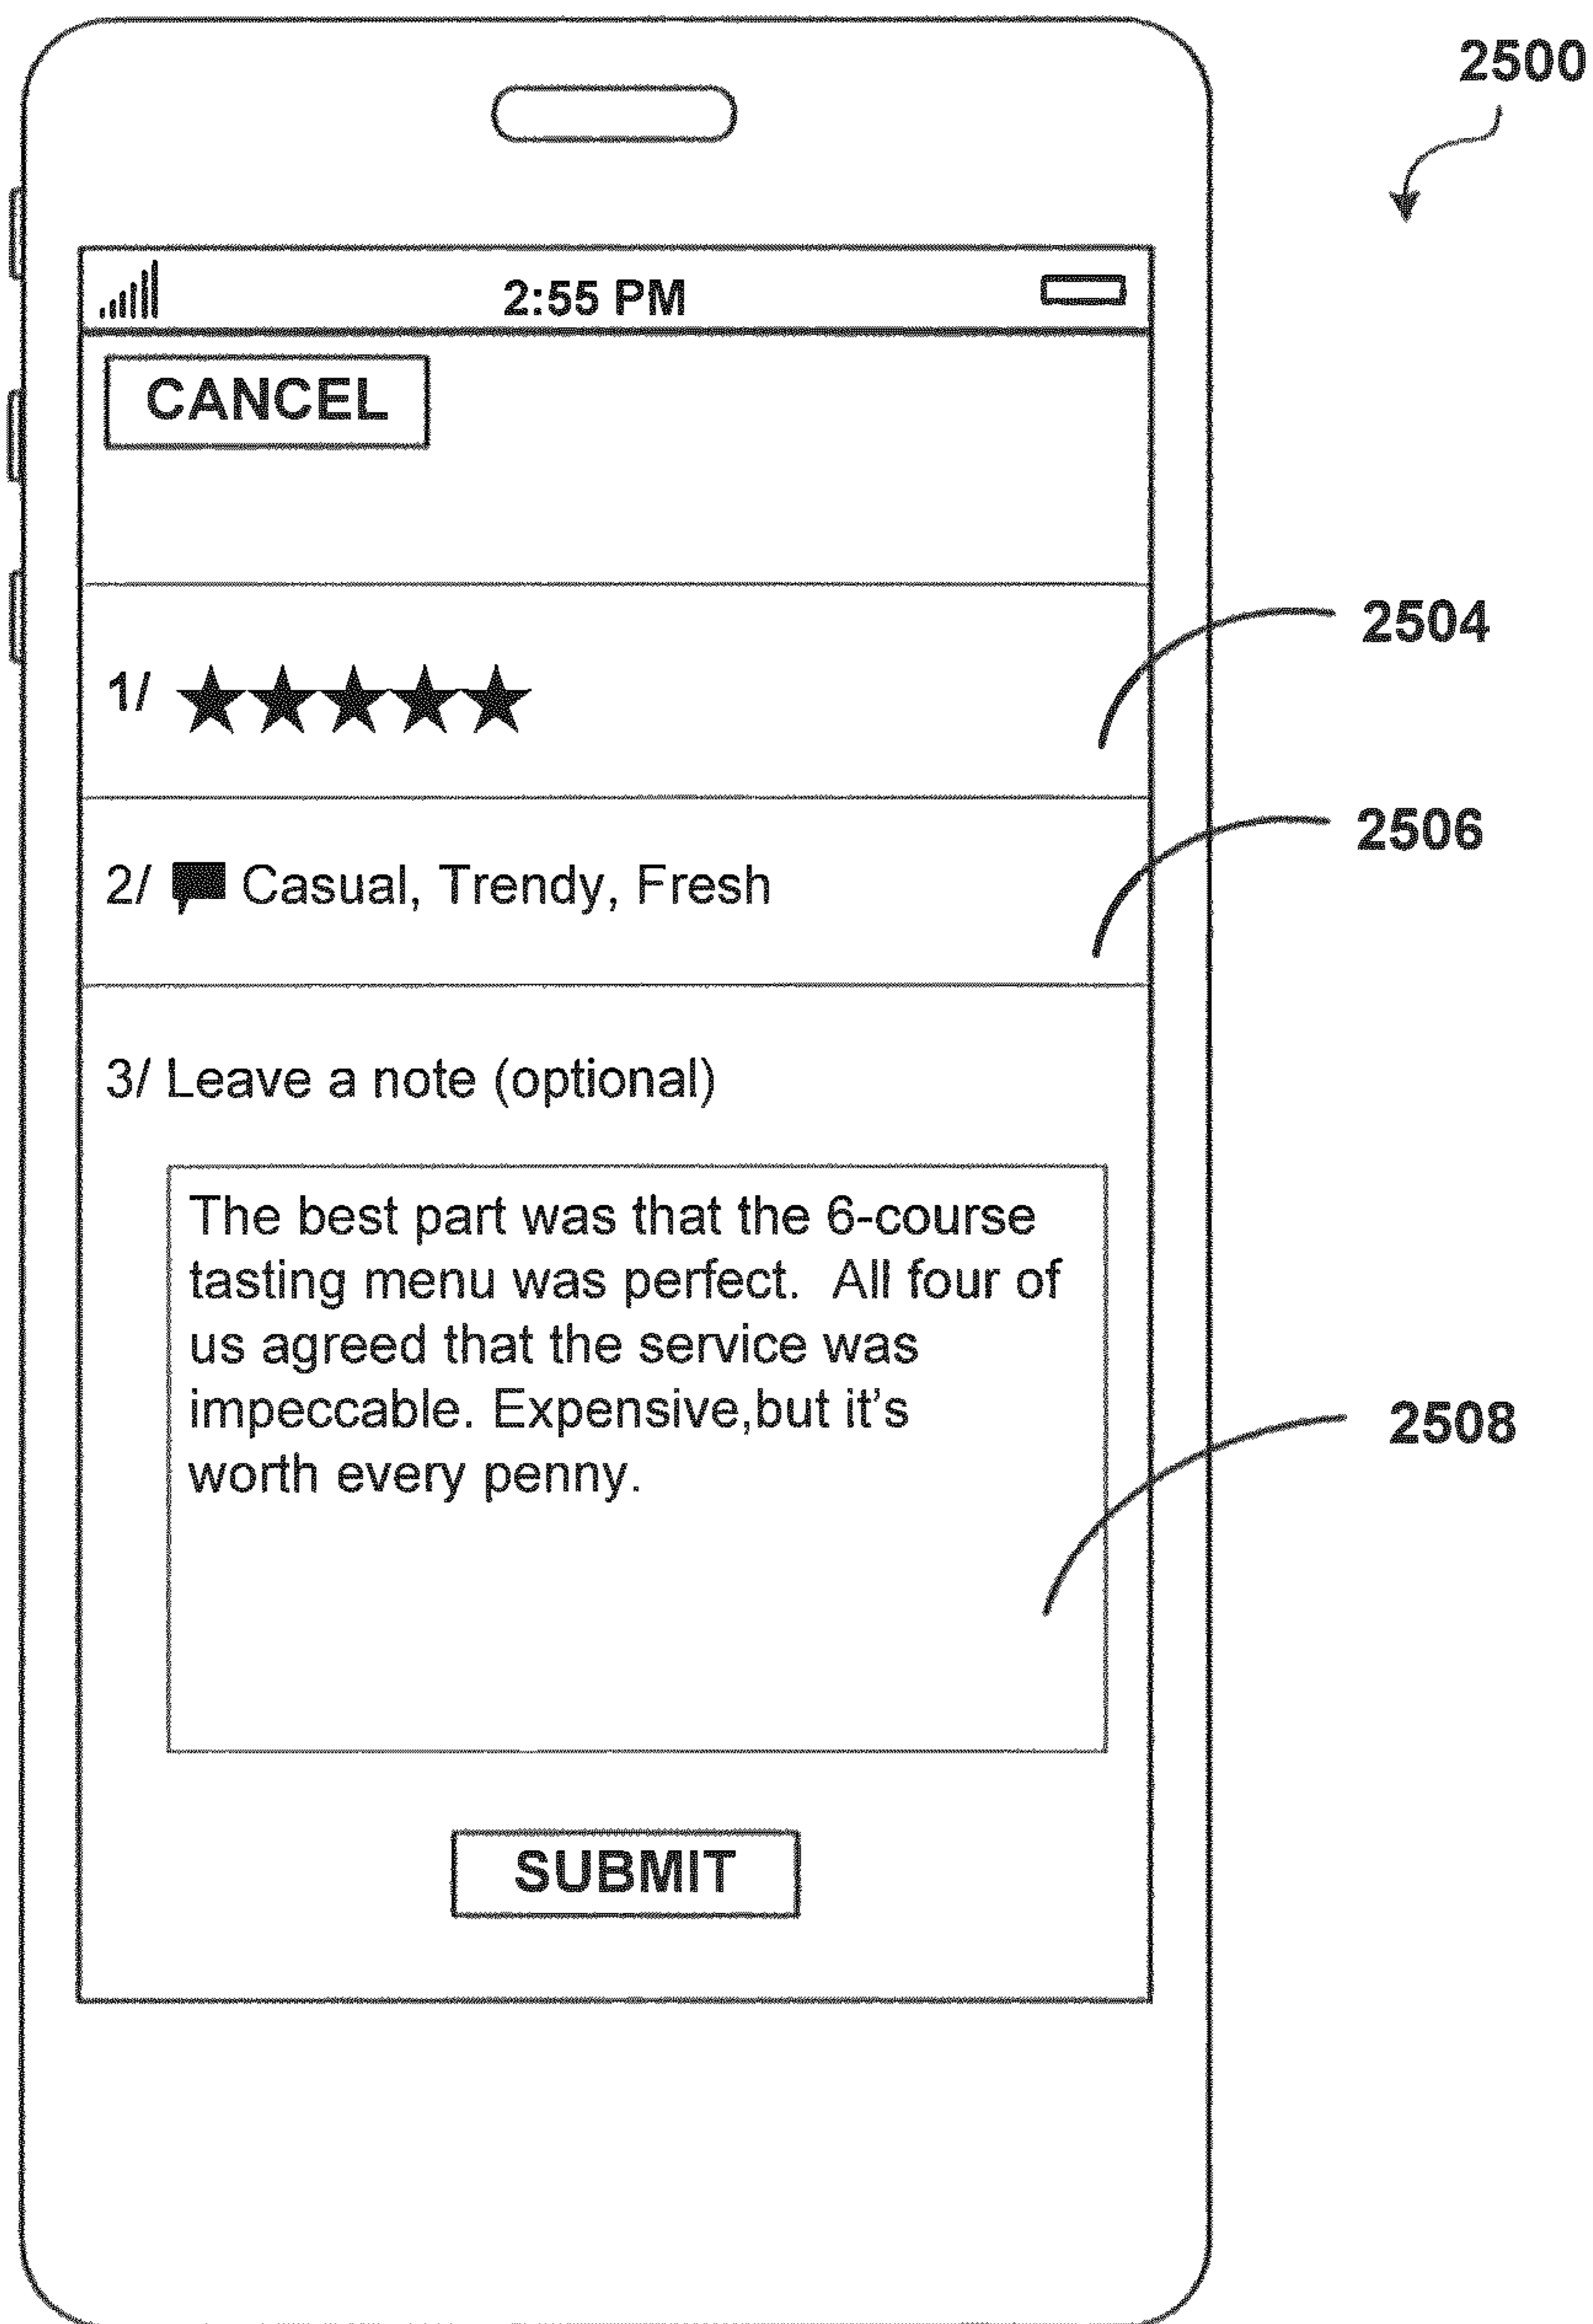 2500
2:55 PM
CANCEL
1/ ★★★★★
2504
2506
2/ Casual, Trendy, Fresh
3/ Leave a note (optional)
The best part was that the 6-course
tasting menu was perfect.  All four of
us agreed that the service was
impeccable. Expensive,but it's
worth every penny.
2508
SUBMIT